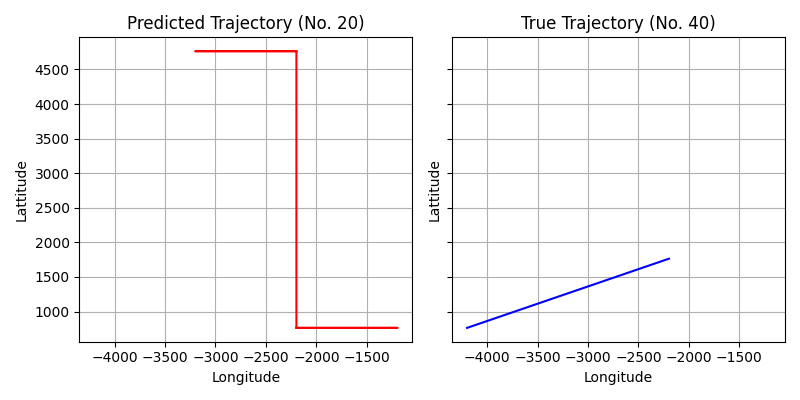 Predicted Trajectory (No. 20)
True Trajectory (No. 40)
4500
4000
3500
3000
2500
2000
1500
1000
Lattitude
Lattitude
−4000 −3500 −3000 −2500 −2000 −1500
−4000 −3500 −3000 −2500 −2000 −1500
Longitude
Longitude